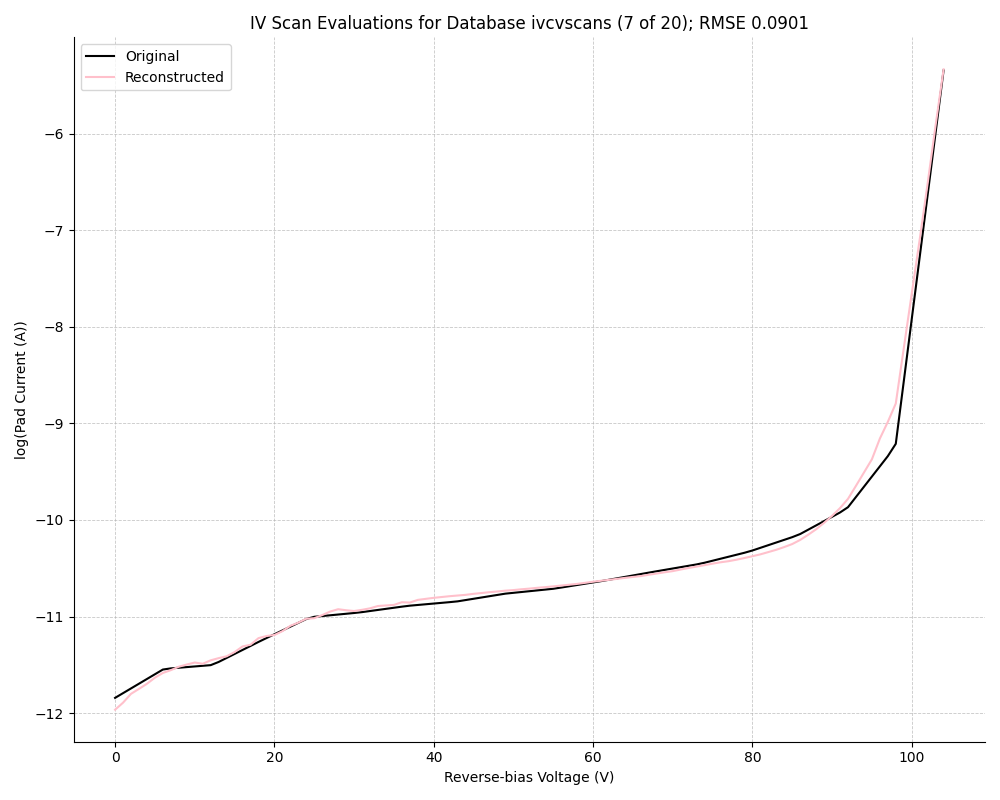 IV Scan Evaluations for Database ivcvscans (7 of 20); RMSE 0.0901
Original
Reconstructed
log(Pad Current (A))
−6
−7
−8
−9
−10
−11
−12
0 20 40 60 80 100
Reverse-bias Voltage (V)